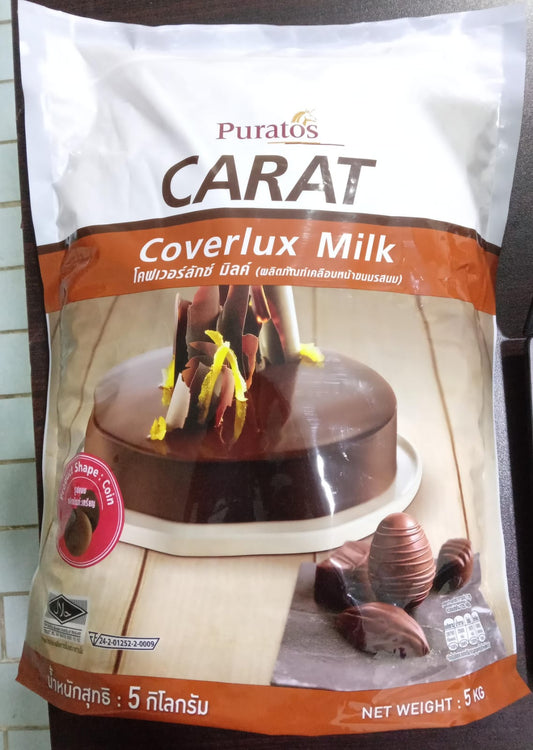 Puratos
CARAT
Coverlux Milk
โคฟเวอร์ลักซ์ มิลค์ (ผลิตภัณฑ์เคลือบหน้าขนมรสนม)
Shape : Coin
24-2-01252-2-0009
น้ำหนักสุทธิ : 5 กิโลกรัม
NET WEIGHT : 5 KG